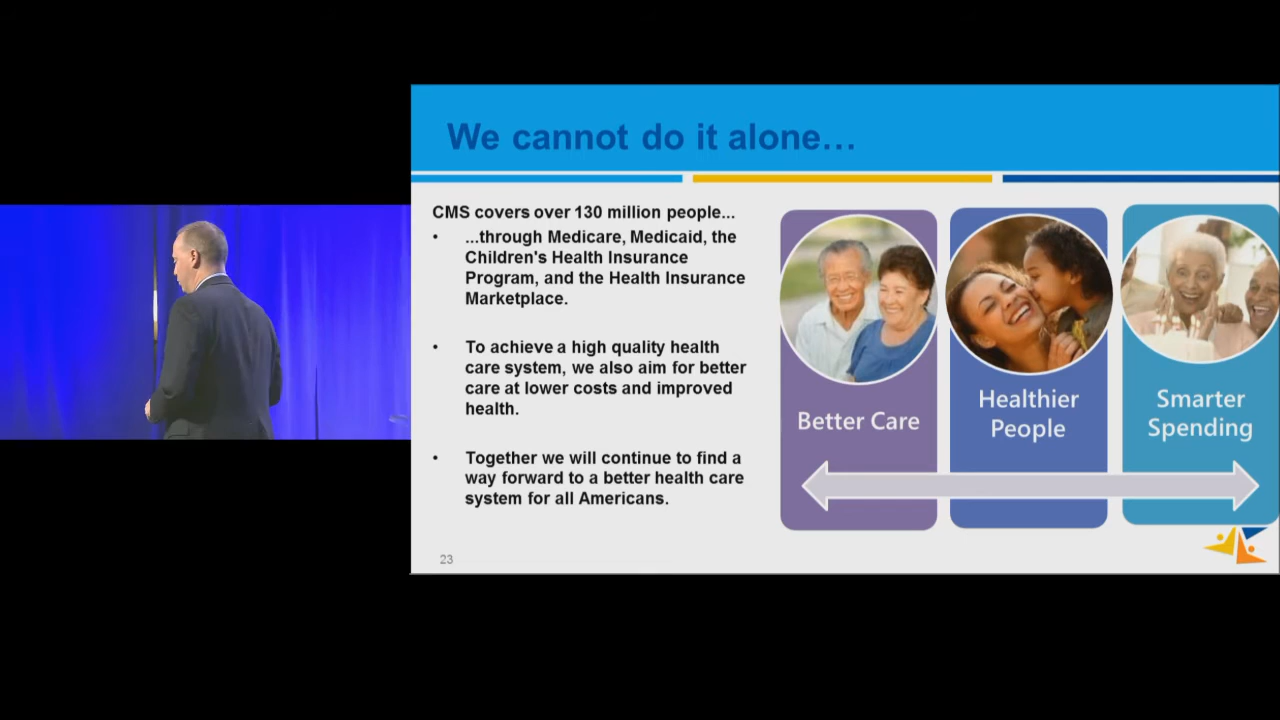 We cannot do it alone…
CMS covers over 130 million people...
• ...through Medicare, Medicaid, the
Children's Health Insurance
Program, and the Health Insurance
Marketplace.
• To achieve a high quality health
care system, we also aim for better
care at lower costs and improved
health.
• Together we will continue to find a
way forward to a better health care
system for all Americans.
Better Care
Healthier
People
Smarter
Spending
23